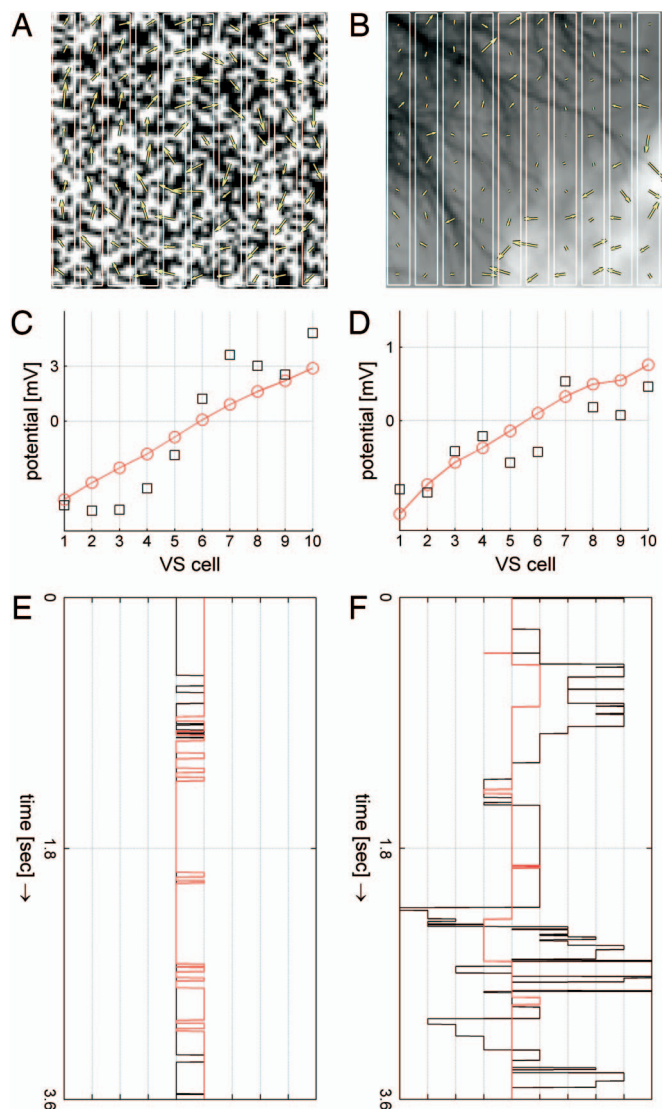 A
B
C
D
potential [mV]
3
0
1 2 3 4 5 6 7 8 9 10
VS cell
potential [mV]
1
0
1 2 3 4 5 6 7 8 9 10
VS cell
E
F
0
1.8
3.6
← time [sec]
0
1.8
3.6
← time [sec]